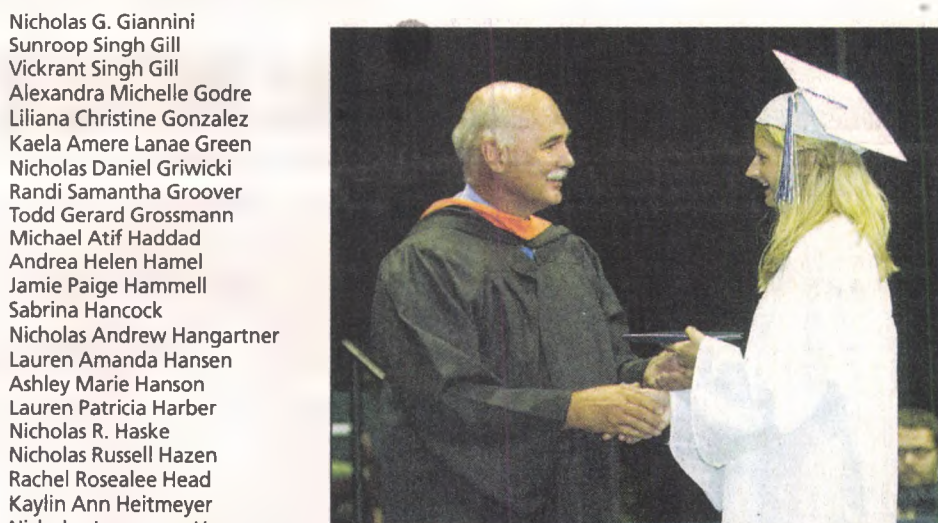 Nicholas G. Giannini
Sunroop Singh Gill
Vickrant Singh Gill
Alexandra Michelle Godre
Liliana Christine Gonzalez
Kaela Amere Lanae Green
Nicholas Daniel Griwicki
Randi Samantha Groover
Todd Gerard Grossmann
Michael Atif Haddad
Andrea Helen Hamel
Jamie Paige Hammell
Sabrina Hancock
Nicholas Andrew Hangartner
Lauren Amanda Hansen
Ashley Marie Hanson
Lauren Patricia Harber
Nicholas R. Haske
Nicholas Russell Hazen
Rachel Rosealee Head
Kaylin Ann Heitmeyer